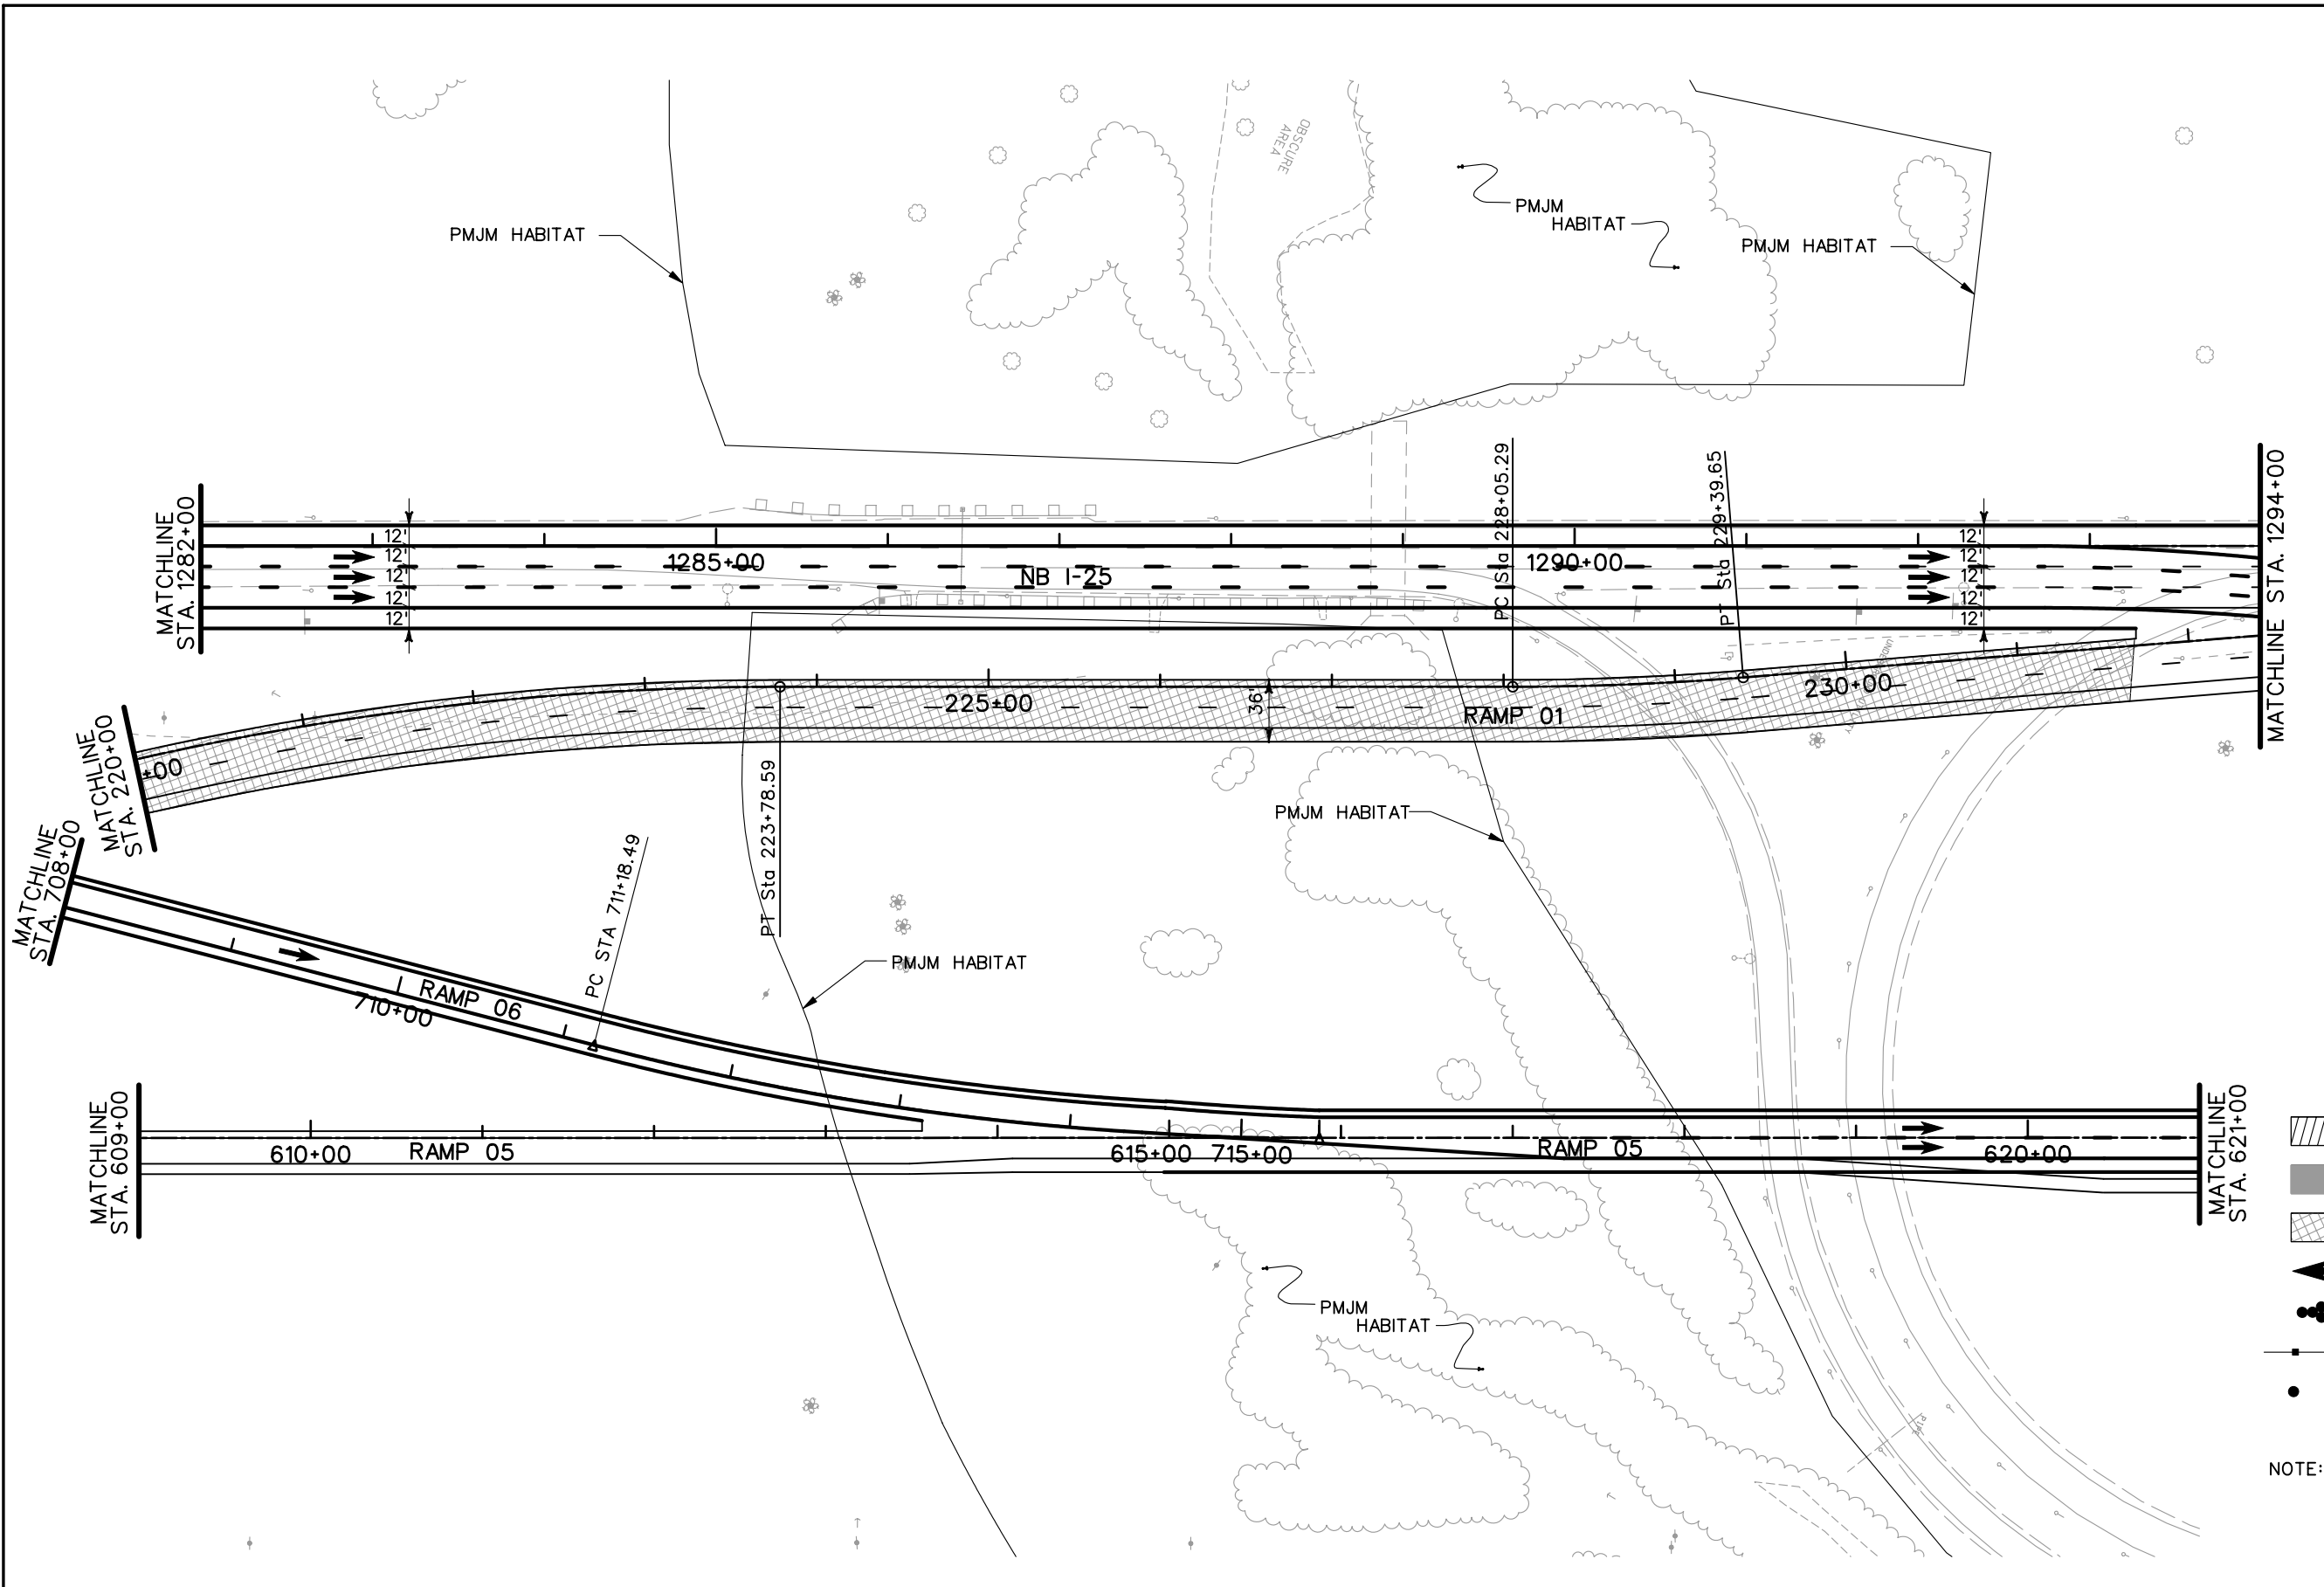 OBSCURE
AREA
PMJM HABITAT
PMJM
HABITAT
PMJM HABITAT
MATCHLINE
STA. 1282+00
12'
12'
12'
12'
12'
1285+00
NB I-25
PC Sta 228+05.29
1290+00
Sta 229+39.65
12'
12'
12'
12'
12'
MATCHLINE STA. 1294+00
MATCHLINE
STA. 220+00
+00
225+00
36'
RAMP 01
230+00
PT Sta 223+78.59
PMJM HABITAT
MATCHLINE
STA. 708+00
PC STA 711+18.49
RAMP 06
710+00
PMJM HABITAT
MATCHLINE
STA. 609+00
610+00
RAMP 05
615+00
715+00
RAMP 05
620+00
MATCHLINE
STA. 621+00
PMJM
HABITAT
NOTE: